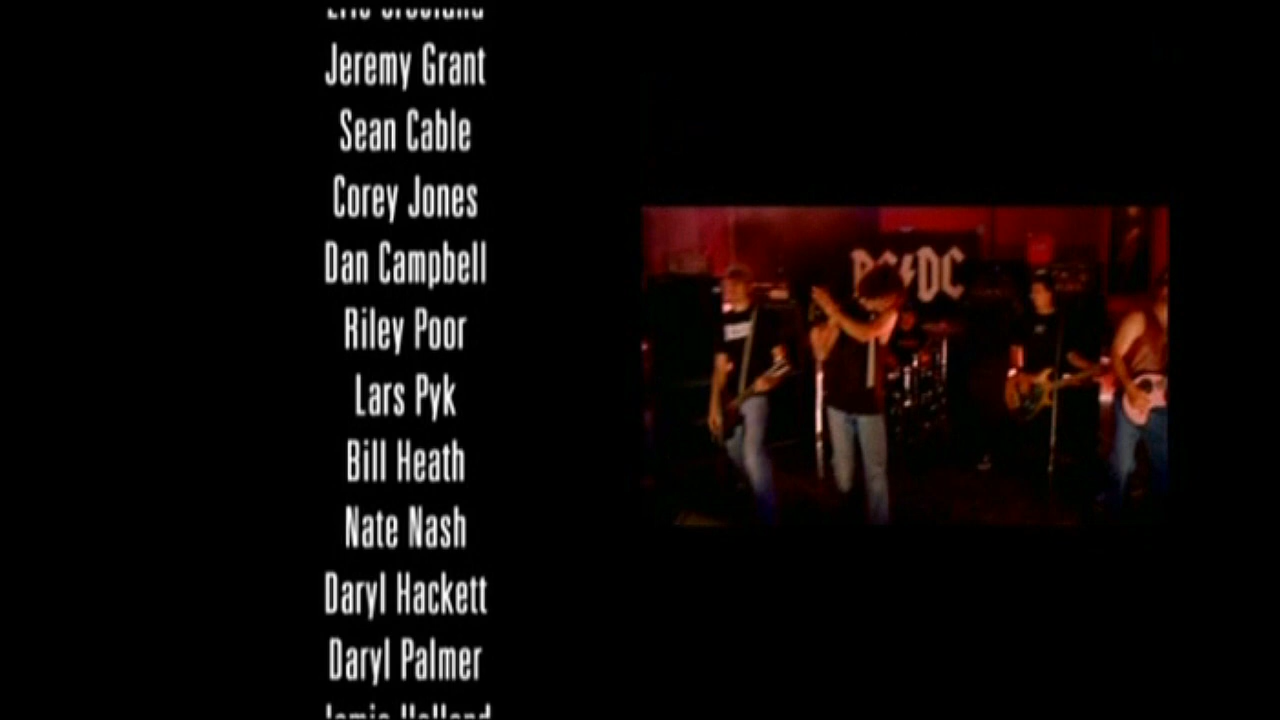 Jeremy Grant
Sean Cable
Corey Jones
Dan Campbell
Riley Poor
Lars Pyk
Bill Heath
Nate Nash
Daryl Hackett
Daryl Palmer
AC⚡DC